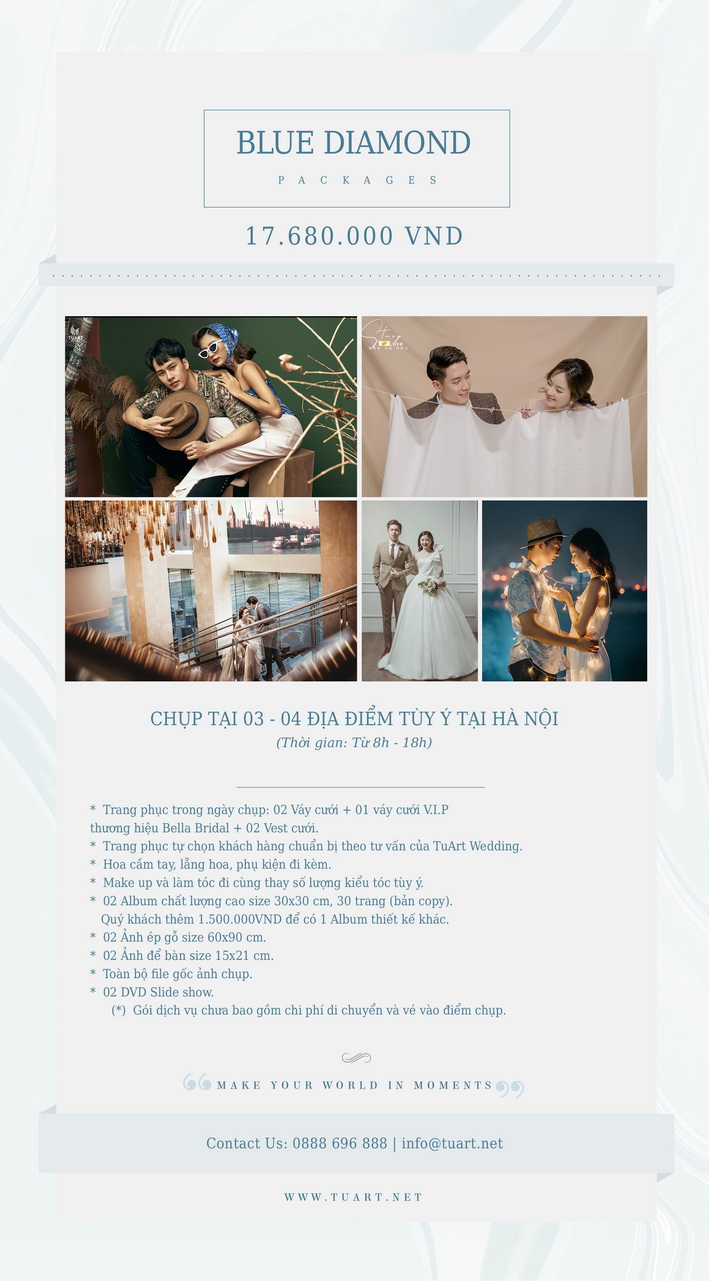 BLUE DIAMOND
PACKAGES
17.680.000 VND
TUART
CHỤP TẠI 03 - 04 ĐỊA ĐIỂM TÙY Ý TẠI HÀ NỘI
(Thời gian: Từ 8h - 18h)
* Trang phục trong ngày chụp: 02 Váy cưới + 01 váy cưới V.I.P
thương hiệu Bella Bridal + 02 Vest cưới.
* Trang phục tự chọn khách hàng chuẩn bị theo tư vấn của TuArt Wedding.
* Hoa cầm tay, lẵng hoa, phụ kiện đi kèm.
* Make up và làm tóc đi cùng thay số lượng kiểu tóc tùy ý.
* 02 Album chất lượng cao size 30x30 cm, 30 trang (bản copy).
Quý khách thêm 1.500.000VND để có 1 Album thiết kế khác.
* 02 Ảnh ép gỗ size 60x90 cm.
* 02 Ảnh để bàn size 15x21 cm.
* Toàn bộ file gốc ảnh chụp.
* 02 DVD Slide show.
(*) Gói dịch vụ chưa bao gồm chi phí di chuyển và vé vào điểm chụp.
“MAKE YOUR WORLD IN MOMENTS”
Contact Us: 0888 696 888 | info@tuart.net
WWW.TUART.NET